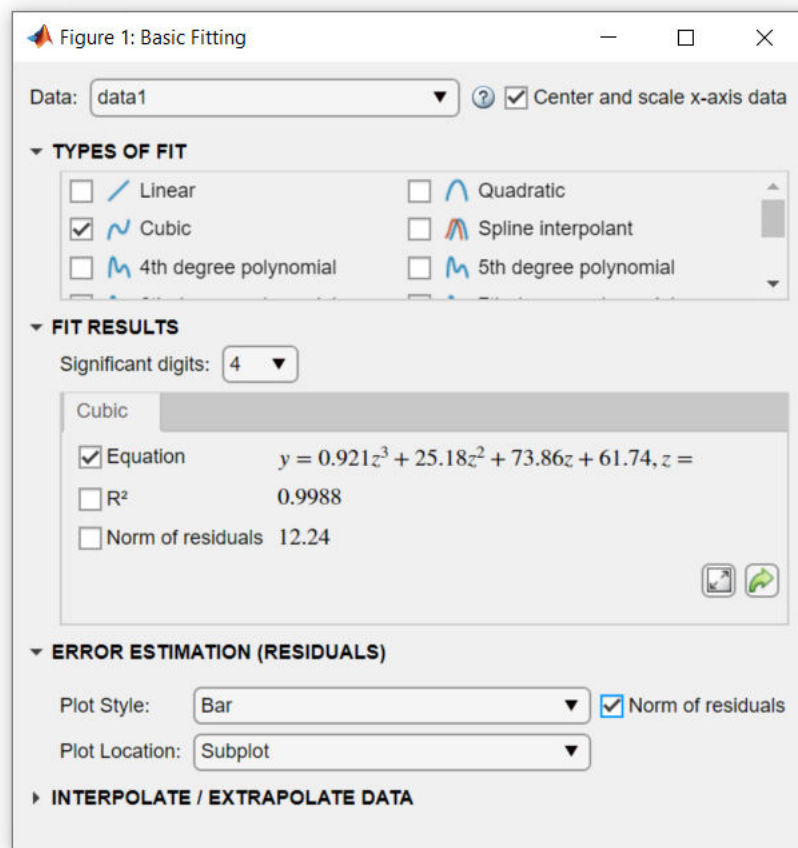 Figure 1: Basic Fitting
Data: data1 Center and scale x-axis data
TYPES OF FIT
Linear Quadratic
Cubic Spline interpolant
4th degree polynomial 5th degree polynomial
FIT RESULTS
Significant digits: 4
Cubic
Equation y = 0.921z³ + 25.18z² + 73.86z + 61.74, z =
R² 0.9988
Norm of residuals 12.24
ERROR ESTIMATION (RESIDUALS)
Plot Style: Bar Norm of residuals
Plot Location: Subplot
INTERPOLATE / EXTRAPOLATE DATA